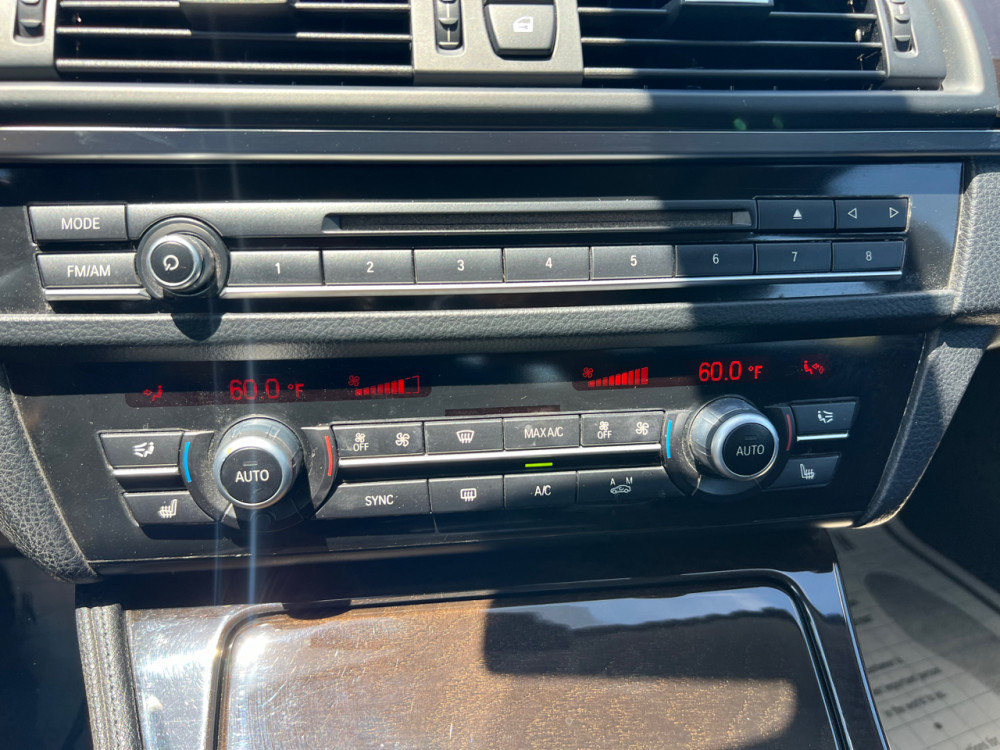 MODE
FM/AM 1 2 3 4 5 6 7 8
60.0 °F 60.0 °F
OFF MAX A/C OFF
AUTO AUTO
SYNC A/C A M